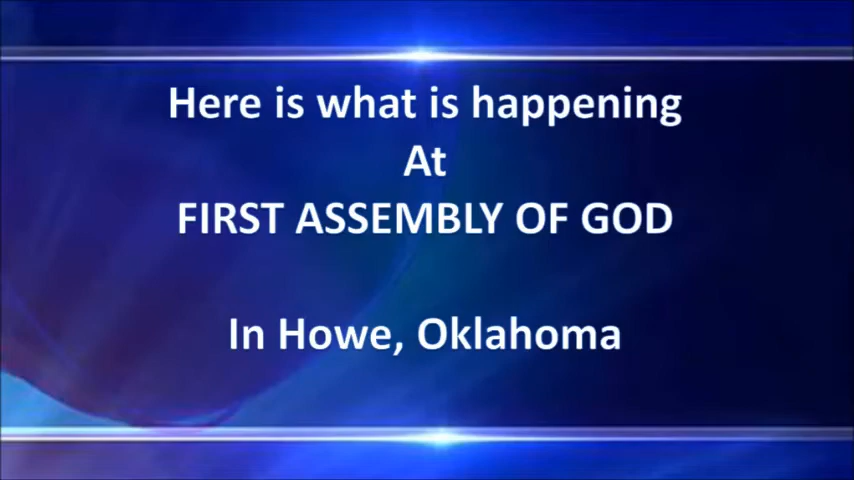 Here is what is happening
At
FIRST ASSEMBLY OF GOD
In Howe, Oklahoma